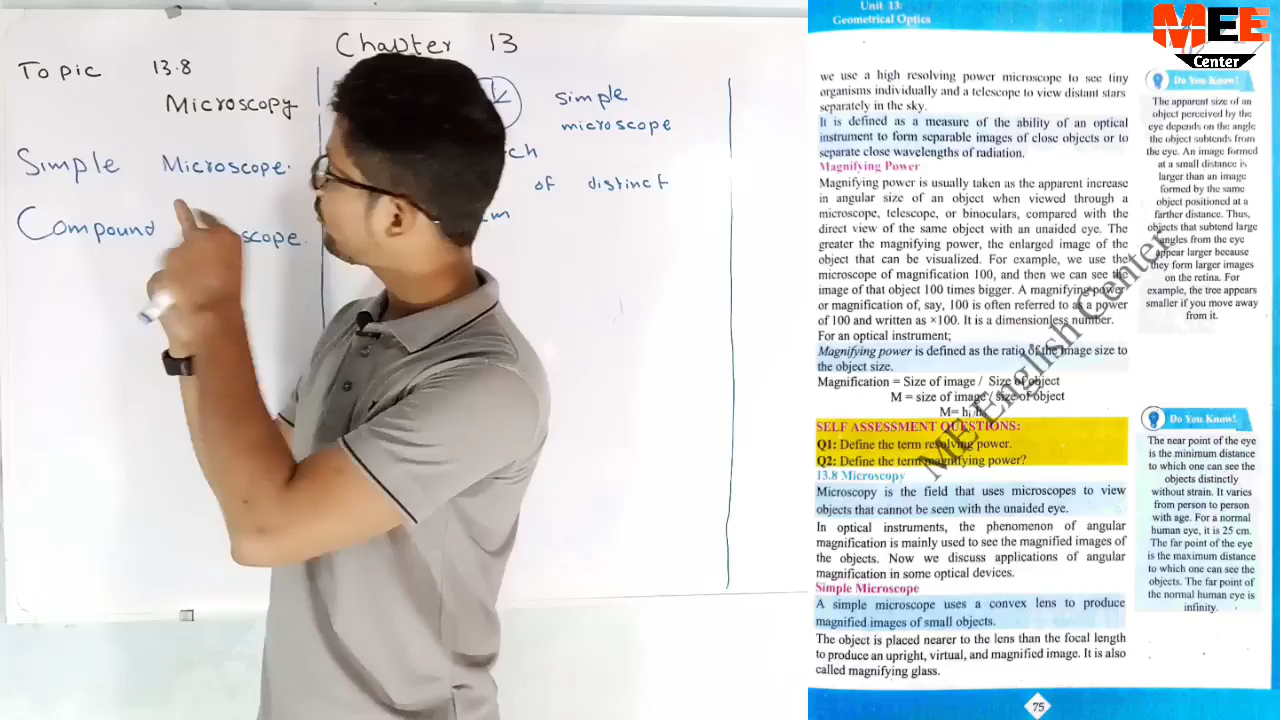 Chapter 13
Topic 13.8
Microscopy
Simple Microscope.
Compound scope.
simple
microscope
of distinct
Unit 13:
Geometrical Optics
MEE
Center
we use a high resolving power microscope to see tiny
organisms individually and a telescope to view distant stars
separately in the sky.
It is defined as a measure of the ability of an optical
instrument to form separable images of close objects or to
separate close wavelengths of radiation.
Magnifying Power
Magnifying power is usually taken as the apparent increase
in angular size of an object when viewed through a
microscope, telescope, or binoculars, compared with the
direct view of the same object with an unaided eye. The
greater the magnifying power, the enlarged image of the
object that can be visualized. For example, we use the
microscope of magnification 100, and then we can see the
image of that object 100 times bigger. A magnifying power
or magnification of, say, 100 is often referred to as a power
of 100 and written as ×100. It is a dimensionless number.
For an optical instrument;
Magnifying power is defined as the ratio of the image size to
the object size.
Magnification = Size of image / Size of object
M = size of image / size of object
M= hi/ho
SELF ASSESSMENT QUESTIONS:
Q1: Define the term resolving power.
Q2: Define the term magnifying power?
13.8 Microscopy
Microscopy is the field that uses microscopes to view
objects that cannot be seen with the unaided eye.
In optical instruments, the phenomenon of angular
magnification is mainly used to see the magnified images of
the objects. Now we discuss applications of angular
magnification in some optical devices.
Simple Microscope
A simple microscope uses a convex lens to produce
magnified images of small objects.
The object is placed nearer to the lens than the focal length
to produce an upright, virtual, and magnified image. It is also
called magnifying glass.
Do You Know!
The apparent size of an
object perceived by the
eye depends on the angle
the object subtends from
the eye. An image formed
at a small distance is
larger than an image
formed by the same
object positioned at a
farther distance. Thus,
objects that subtend large
angles from the eye
appear larger because
they form larger images
on the retina. For
example, the tree appears
smaller if you move away
from it.
Do You Know!
The near point of the eye
is the minimum distance
to which one can see the
objects distinctly
without strain. It varies
from person to person
with age. For a normal
human eye, it is 25 cm.
The far point of the eye
is the maximum distance
to which one can see the
objects. The far point of
the normal human eye is
infinity.
ME English Center
75